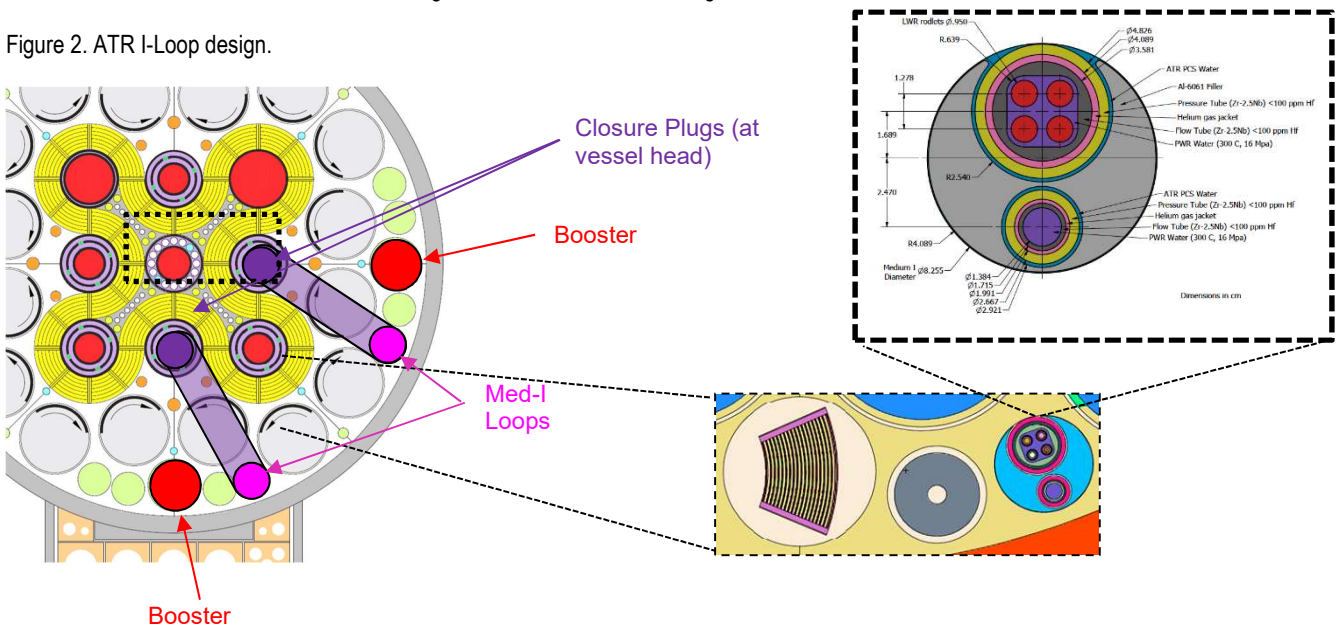 Figure 2. ATR I-Loop design.
Closure Plugs (at
vessel head)
Booster
Med-I
Loops
Booster
LWR rodlets Ø.950
R.639
Ø4.826
Ø4.089
Ø3.581
1.278
1.689
2.470
R2.540
R4.089
Medium I
Diameter
Ø8.255
Ø1.384
Ø1.715
Ø1.991
Ø2.667
Ø2.921
ATR PCS Water
Al-6061 Filler
Pressure Tube (Zr-2.5Nb) <100 ppm Hf
Helium gas jacket
Flow Tube (Zr-2.5Nb) <100 ppm Hf
PWR Water (300 C, 16 Mpa)
ATR PCS Water
Pressure Tube (Zr-2.5Nb) <100 ppm Hf
Helium gas jacket
Flow Tube (Zr-2.5Nb) <100 ppm Hf
PWR Water (300 C, 16 Mpa)
Dimensions in cm